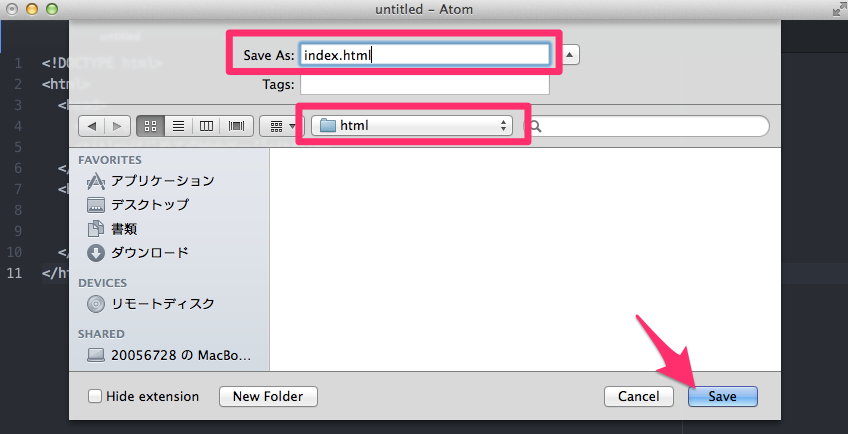 untitled – Atom
untitled
Save As: index.html
Tags:
1 <!DOCTYPE html>
2 <html>
3
4
5
6 </
7 <
8
9
10 </
11 </h
html
FAVORITES
アプリケーション
デスクトップ
書類
ダウンロード
DEVICES
リモートディスク
SHARED
20056728 の MacBo...
Hide extension
New Folder
Cancel
Save